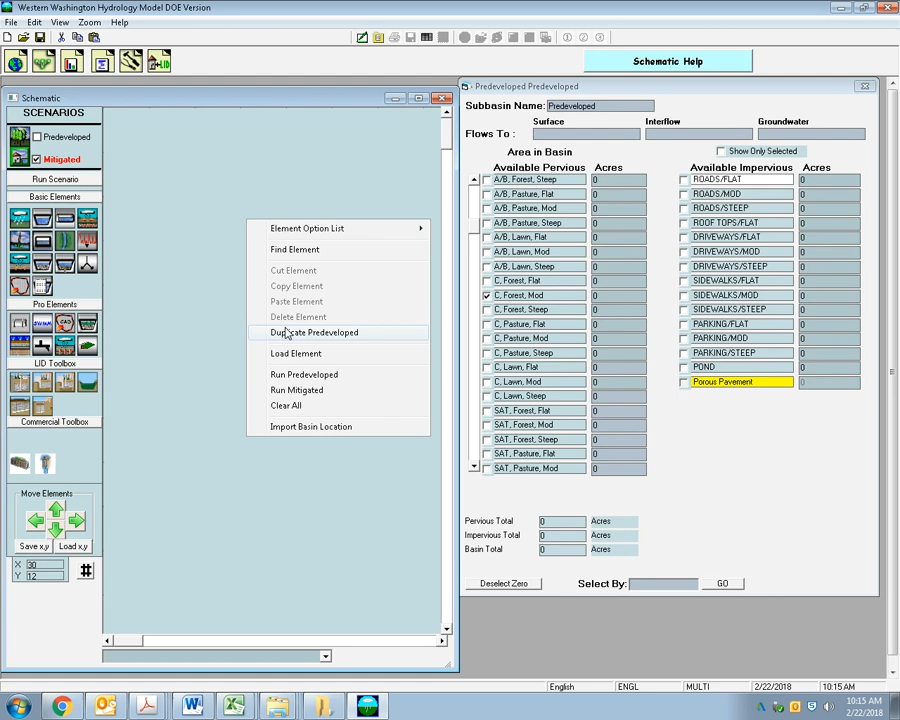 Western Washington Hydrology Model DOE Version
File Edit View Zoom Help
Schematic Help
Schematic
SCENARIOS
Predeveloped
Mitigated
Run Scenario
Basic Elements
Pro Elements
LID Toolbox
Commercial Toolbox
Move Elements
Save x,y Load x,y
X 30
Y 12
#
Element Option List
Find Element
Cut Element
Copy Element
Paste Element
Delete Element
Duplicate Predeveloped
Load Element
Run Predeveloped
Run Mitigated
Clear All
Import Basin Location
Predeveloped Predeveloped
Subbasin Name: Predeveloped
Surface Interflow Groundwater
Flows To :
Area in Basin
Show Only Selected
Available Pervious Acres
A/B, Forest, Steep 0
A/B, Pasture, Flat 0
A/B, Pasture, Mod 0
A/B, Pasture, Steep 0
A/B, Lawn, Flat 0
A/B, Lawn, Mod 0
A/B, Lawn, Steep 0
C, Forest, Flat 0
C, Forest, Mod 0
C, Forest, Steep 0
C, Pasture, Flat 0
C, Pasture, Mod 0
C, Pasture, Steep 0
C, Lawn, Flat 0
C, Lawn, Mod 0
C, Lawn, Steep 0
SAT, Forest, Flat 0
SAT, Forest, Mod 0
SAT, Forest, Steep 0
SAT, Pasture, Flat 0
SAT, Pasture, Mod 0
Available Impervious Acres
ROADS/FLAT 0
ROADS/MOD 0
ROADS/STEEP 0
ROOF TOPS/FLAT 0
DRIVEWAYS/FLAT 0
DRIVEWAYS/MOD 0
DRIVEWAYS/STEEP 0
SIDEWALKS/FLAT 0
SIDEWALKS/MOD 0
SIDEWALKS/STEEP 0
PARKING/FLAT 0
PARKING/MOD 0
PARKING/STEEP 0
POND 0
Porous Pavement 0
Pervious Total 0 Acres
Impervious Total 0 Acres
Basin Total 0 Acres
Deselect Zero Select By: GO
English ENGL MULTI 2/22/2018 10:15 AM
10:15 AM
2/22/2018